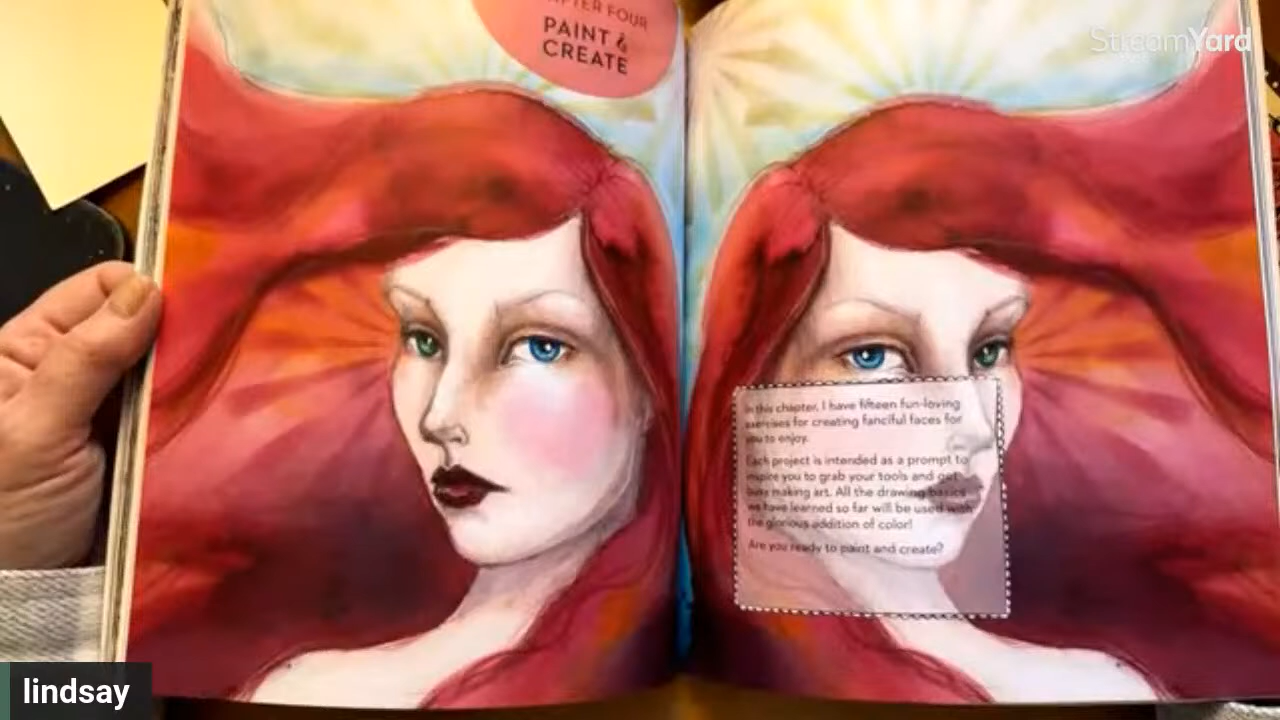 CHAPTER FOUR
PAINT &
CREATE
StreamYard
In this chapter, I have fifteen fun-loving
exercises for creating fanciful faces for
you to enjoy.
Each project is intended as a prompt to
inspire you to grab your tools and get
busy making art. All the drawing basics
we have learned so far will be used with
the glorious addition of color!
Are you ready to paint and create?
lindsay